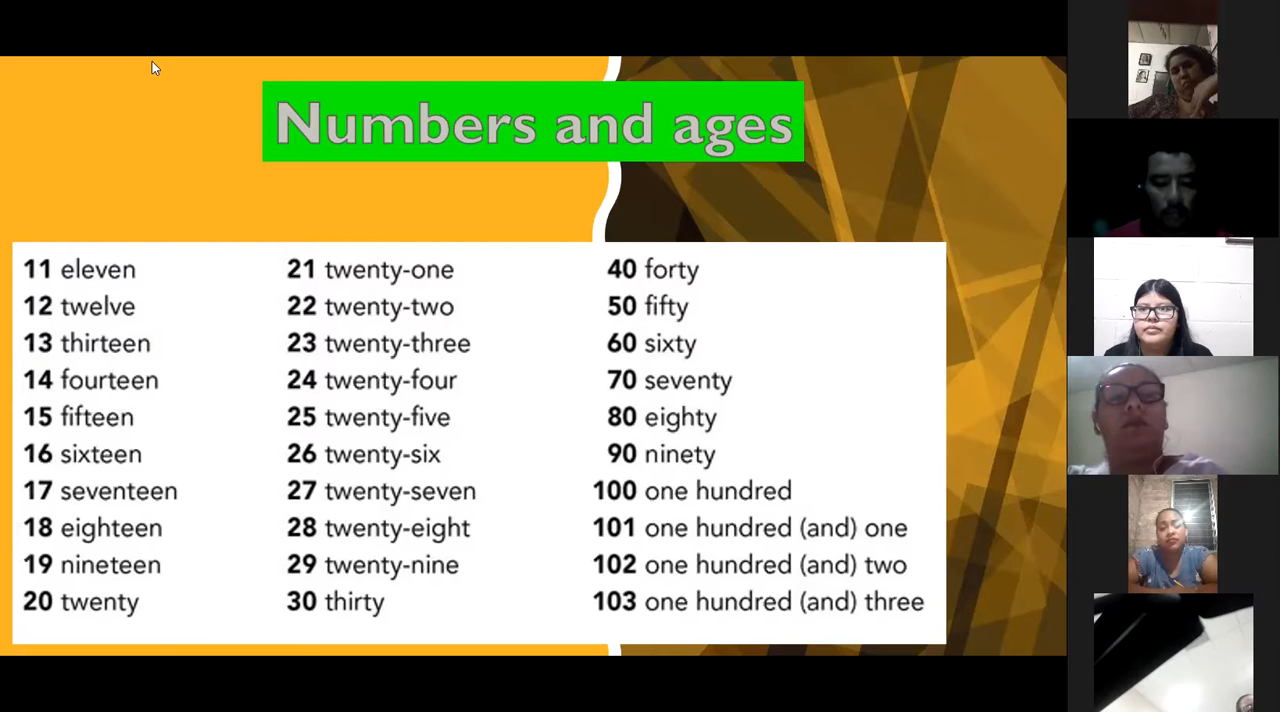 Numbers and ages
11 eleven
12 twelve
13 thirteen
14 fourteen
15 fifteen
16 sixteen
17 seventeen
18 eighteen
19 nineteen
20 twenty
21 twenty-one
22 twenty-two
23 twenty-three
24 twenty-four
25 twenty-five
26 twenty-six
27 twenty-seven
28 twenty-eight
29 twenty-nine
30 thirty
40 forty
50 fifty
60 sixty
70 seventy
80 eighty
90 ninety
100 one hundred
101 one hundred (and) one
102 one hundred (and) two
103 one hundred (and) three